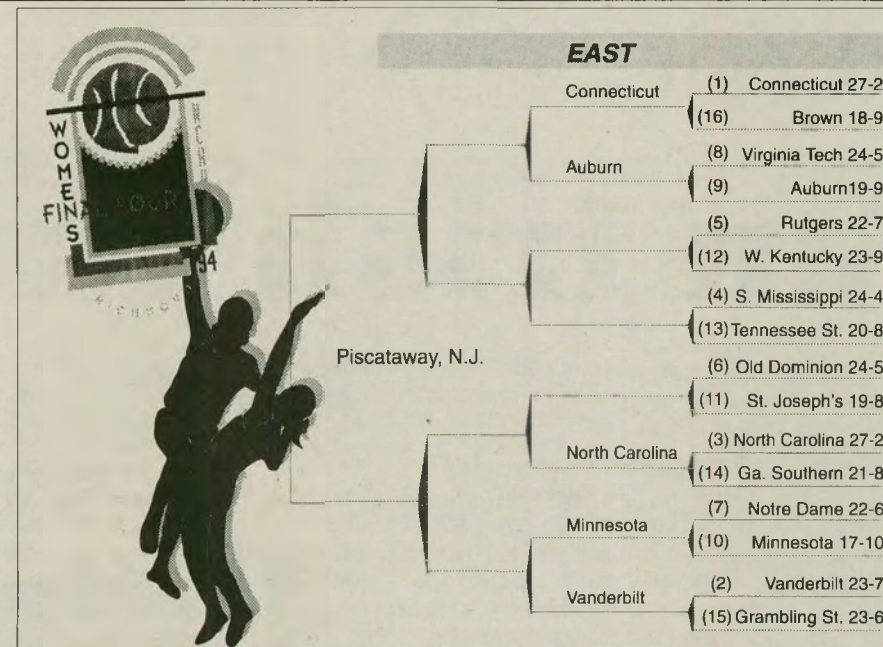 WOMENS
FINAL FOUR
94
RICHMOND
EAST
Connecticut
(1) Connecticut 27-2
(16) Brown 18-9
Auburn
(8) Virginia Tech 24-5
(9) Auburn19-9
(5) Rutgers 22-7
(12) W. Kentucky 23-9
(4) S. Mississippi 24-4
(13) Tennessee St. 20-8
Piscataway, N.J.
(6) Old Dominion 24-5
(11) St. Joseph's 19-8
North Carolina
(3) North Carolina 27-2
(14) Ga. Southern 21-8
Minnesota
(7) Notre Dame 22-6
(10) Minnesota 17-10
Vanderbilt
(2) Vanderbilt 23-7
(15) Grambling St. 23-6